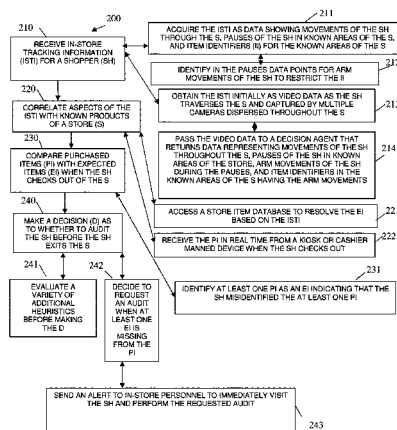 200
210
RECEIVE IN-STORE
TRACKING INFORMATION
(ISTI) FOR A SHOPPER (SH)
220
CORRELATE ASPECTS OF THE
ISTI WITH KNOWN PRODUCTS
OF A STORE (S)
230
COMPARE PURCHASED
ITEMS (PI) WITH EXPECTED
ITEMS (EI) WHEN THE SH
CHECKS OUT OF THE S
240
MAKE A DECISION (D) AS
TO WHETHER TO AUDIT
THE SH BEFORE THE SH
EXITS THE S
241
EVALUATE A
VARIETY OF
ADDITIONAL
HEURISTICS
BEFORE MAKING
THE D
242
DECIDE TO
REQUEST AN
AUDIT WHEN
AT LEAST ONE
EI IS
MISSING
FROM THE
PI
SEND AN ALERT TO IN-STORE PERSONNEL TO IMMEDIATELY VISIT
THE SH AND PERFORM THE REQUESTED AUDIT
243
211
ACQUIRE THE ISTI AS DATA SHOWING MOVEMENTS OF THE SH
THROUGH THE S, PAUSES OF THE SH IN KNOWN AREAS OF THE S,
AND ITEM IDENTIFIERS (II) FOR THE KNOWN AREAS OF THE S
212
IDENTIFY IN THE PAUSES DATA POINTS FOR ARM
MOVEMENTS OF THE SH TO RESTRICT THE II
213
OBTAIN THE ISTI INITIALLY AS VIDEO DATA AS THE SH
TRAVERSES THE S AND CAPTURED BY MULTIPLE
CAMERAS DISPERSED THROUGHOUT THE S
214
PASS THE VIDEO DATA TO A DECISION AGENT THAT
RETURNS DATA REPRESENTING MOVEMENTS OF THE SH
THROUGHOUT THE S, PAUSES OF THE SH IN KNOWN
AREAS OF THE STORE, ARM MOVEMENTS OF THE SH
DURING THE PAUSES, AND ITEM IDENTIFIERS IN THE
KNOWN AREAS OF THE S HAVING THE ARM MOVEMENTS
ACCESS A STORE ITEM DATABASE TO RESOLVE THE EI
BASED ON THE ISTI
222
RECEIVE THE PI IN REAL TIME FROM A KIOSK OR CASHIER
MANNED DEVICE WHEN THE SH CHECKS OUT
231
IDENTIFY AT LEAST ONE PI AS AN EI INDICATING THAT THE
SH MISIDENTIFIED THE AT LEAST ONE PI